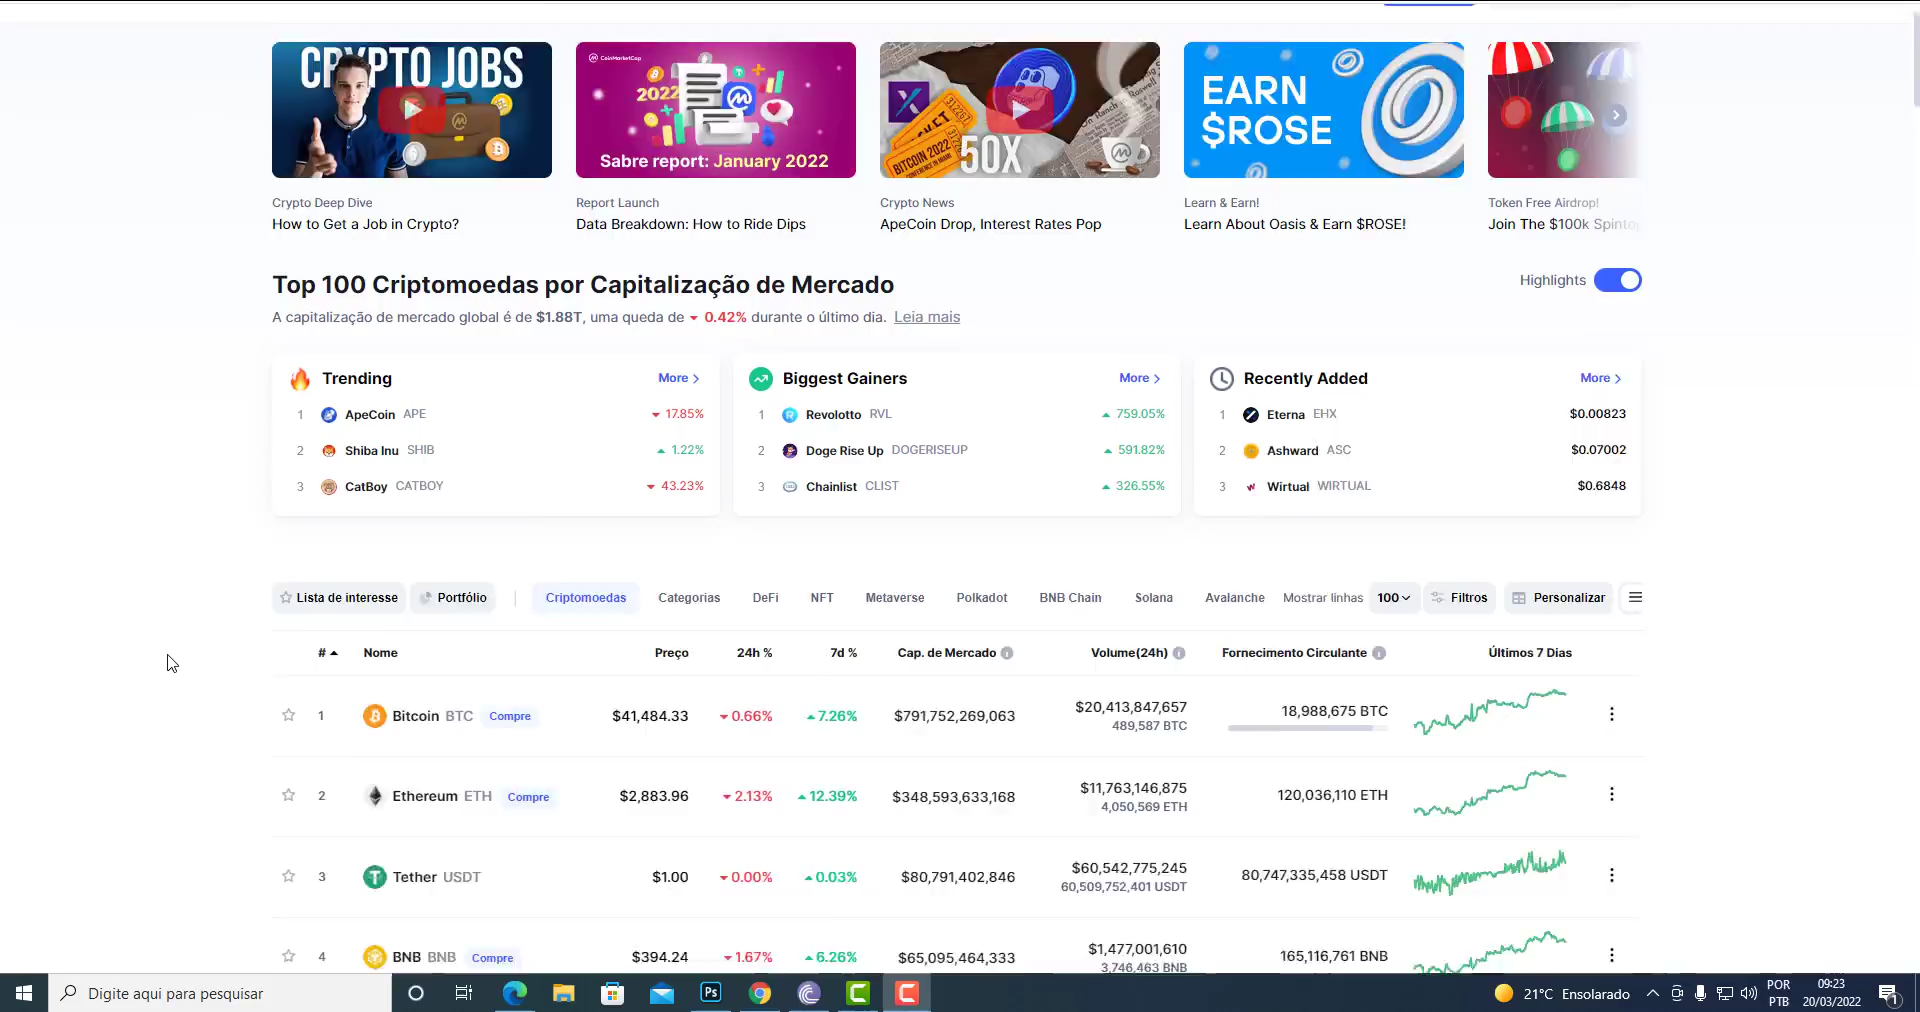 CRYPTO JOBS
CoinMarketCap
2022
Sabre report: January 2022
TICKET
BITCOIN 2022
CONFERENCE IN MIAMI
50X
EARN
$ROSE
Crypto Deep Dive
How to Get a Job in Crypto?
Report Launch
Data Breakdown: How to Ride Dips
Crypto News
ApeCoin Drop, Interest Rates Pop
Learn & Earn!
Learn About Oasis & Earn $ROSE!
Token Free Airdrop!
Join The $100k Spinto
Top 100 Criptomoedas por Capitalização de Mercado
Highlights
A capitalização de mercado global é de $1.88T, uma queda de 0.42% durante o último dia. Leia mais
Trending More
1 ApeCoin APE 17.85%
2 Shiba Inu SHIB 1.22%
3 CatBoy CATBOY 43.23%
Biggest Gainers More
1 Revolotto RVL 759.05%
2 Doge Rise Up DOGERISEUP 591.82%
3 Chainlist CLIST 326.55%
Recently Added More
1 Eterna EHX $0.00823
2 Ashward ASC $0.07002
3 Wirtual WIRTUAL $0.6848
Lista de interesse Portfólio Criptomoedas Categorias DeFi NFT Metaverse Polkadot BNB Chain Solana Avalanche Mostrar linhas 100 Filtros Personalizar
# Nome Preço 24h % 7d % Cap. de Mercado Volume(24h) Fornecimento Circulante Últimos 7 Dias
1 Bitcoin BTC Compre $41,484.33 0.66% 7.26% $791,752,269,063 $20,413,847,657 18,988,675 BTC
489,587 BTC
2 Ethereum ETH Compre $2,883.96 2.13% 12.39% $348,593,633,168 $11,763,146,875 120,036,110 ETH
4,050,569 ETH
3 Tether USDT $1.00 0.00% 0.03% $80,791,402,846 $60,542,775,245 80,747,335,458 USDT
60,509,752,401 USDT
4 BNB BNB Compre $394.24 1.67% 6.26% $65,095,464,333 $1,477,001,610 165,116,761 BNB
3,746,463 BNB
Digite aqui para pesquisar
Ps
21°C Ensolarado
POR
PTB
09:23
20/03/2022
1